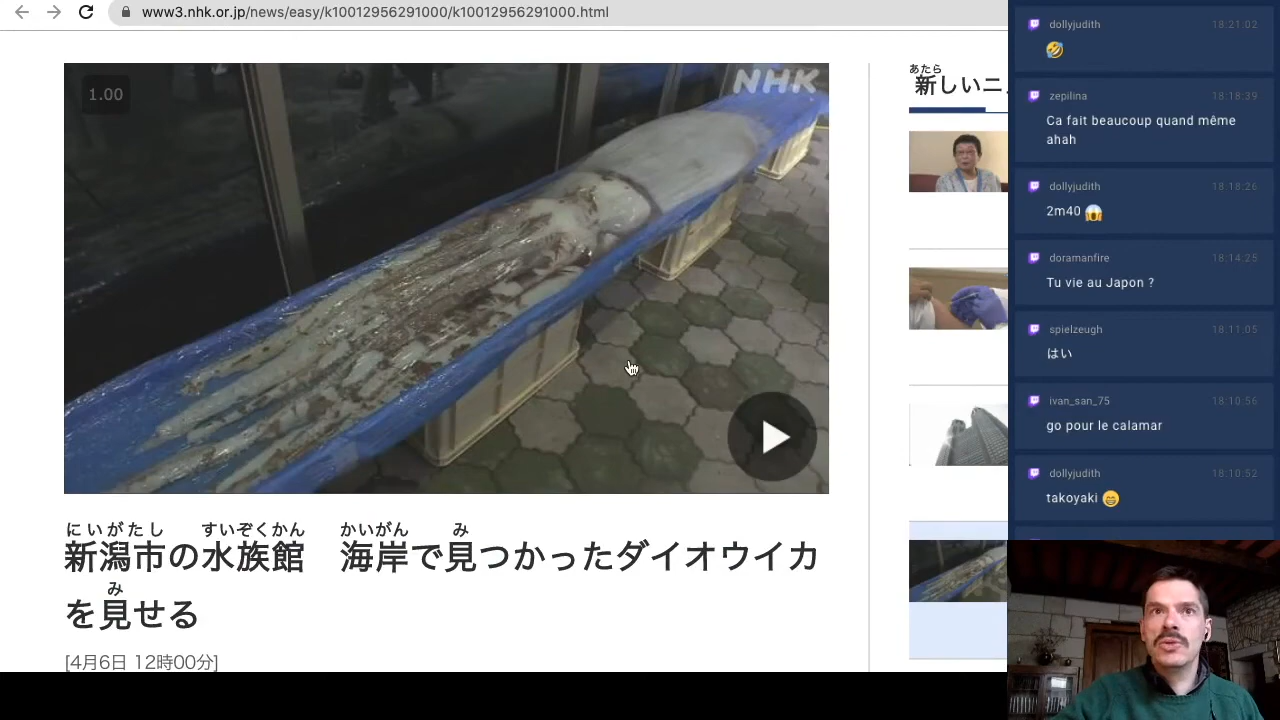 www3.nhk.or.jp/news/easy/k10012956291000/k10012956291000.html
1.00
NHK
にいがたし すいぞくかん かいがん み
新潟市の水族館 海岸で見つかったダイオウイカ
み
を見せる
[4月6日 12時00分]
あたら
新しいニ
dollyjudith 18:21:02
🤣
zepilina 18:18:39
Ca fait beaucoup quand même
ahah
dollyjudith 18:18:26
2m40 😱
doramanfire 18:14:25
Tu vie au Japon ?
spielzeugh 18:11:05
はい
ivan_san_75 18:10:56
go pour le calamar
dollyjudith 18:10:52
takoyaki 😁